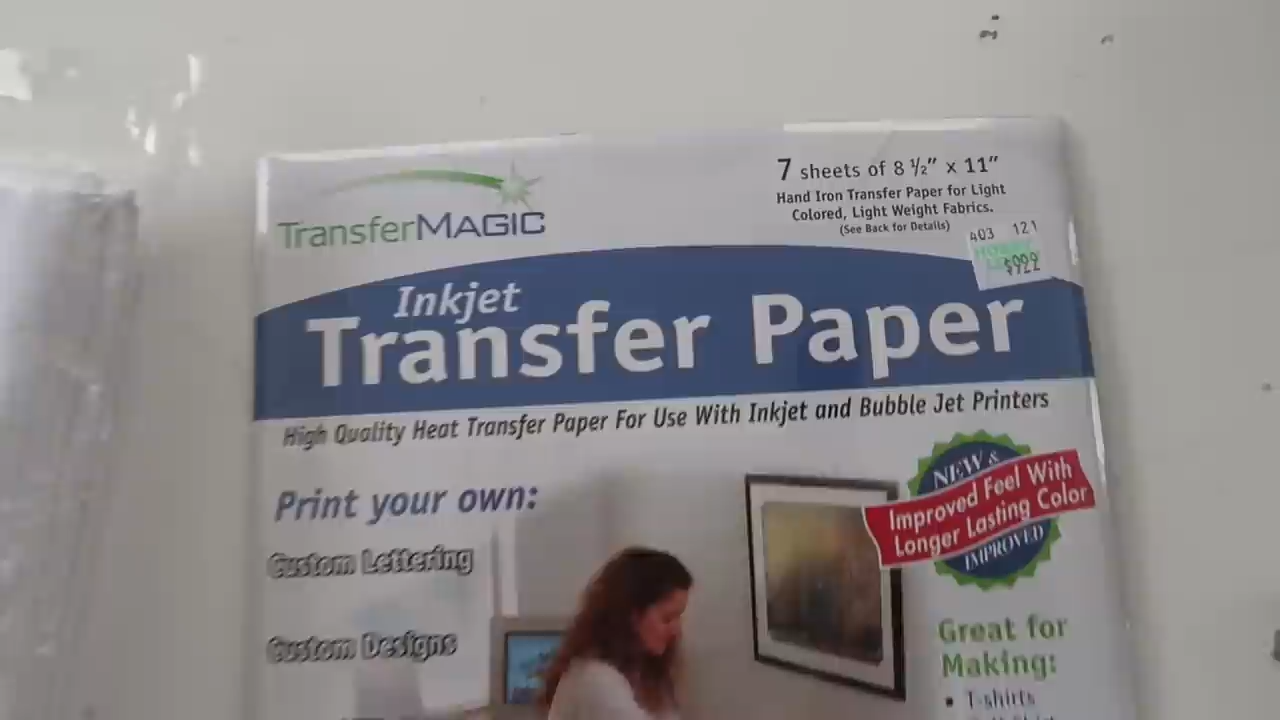 TransferMAGIC
7 sheets of 8 ½" x 11"
Hand Iron Transfer Paper for Light
Colored, Light Weight Fabrics.
(See Back for Details)
403 121
Inkjet
Transfer Paper
High Quality Heat Transfer Paper For Use With Inkjet and Bubble Jet Printers
NEW &
Improved Feel With
Longer Lasting Color
IMPROVED
Print your own:
Custom Lettering
Custom Designs
Great for
Making:
• T-shirts